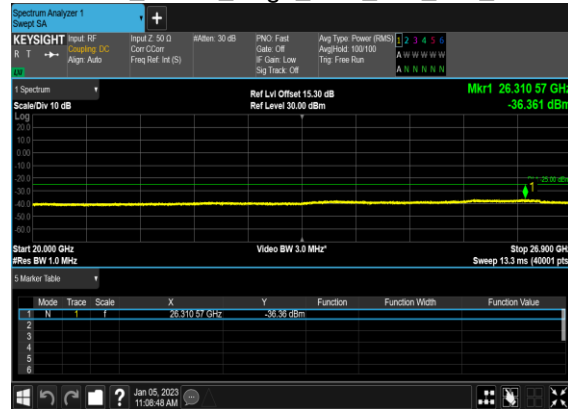 Spectrum Analyzer 1
Swept SA
+
KEYSIGHT Input: RF Input Z: 50 Ω #Atten: 30 dB PNO: Fast Avg Type: Power (RMS) 1 2 3 4 5 6
R T Coupling: DC Corr CCorr Gate: Off Avg|Hold: 100/100 A W W W W W
Align: Auto Freq Ref: Int (S) IF Gain: Low Trig: Free Run
Sig Track: Off A N N N N N
1 Spectrum
Ref Lvl Offset 15.30 dB Mkr1 26.310 57 GHz
Scale/Div 10 dB Ref Level 30.00 dBm -36.361 dBm
Log
20.0
10.0
0.00
-10.0
-20.0
-25.00 dBm
1
-30.0
-40.0
-50.0
-60.0
Start 20.000 GHz Video BW 3.0 MHz* Stop 26.900 GHz
#Res BW 1.0 MHz Sweep 13.3 ms (40001 pts)
5 Marker Table
Mode Trace Scale X Y Function Function Width Function Value
1 N 1 f 26.310 57 GHz -36.36 dBm
2
3
4
5
6
? Jan 05, 2023
11:08:48 AM